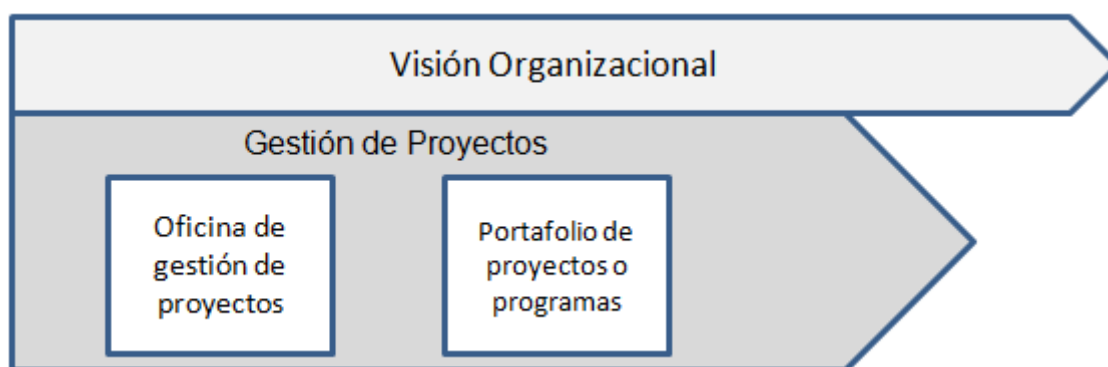 Visión Organizacional
Gestión de Proyectos
Oficina de
gestión de
proyectos
Portafolio de
proyectos o
programas